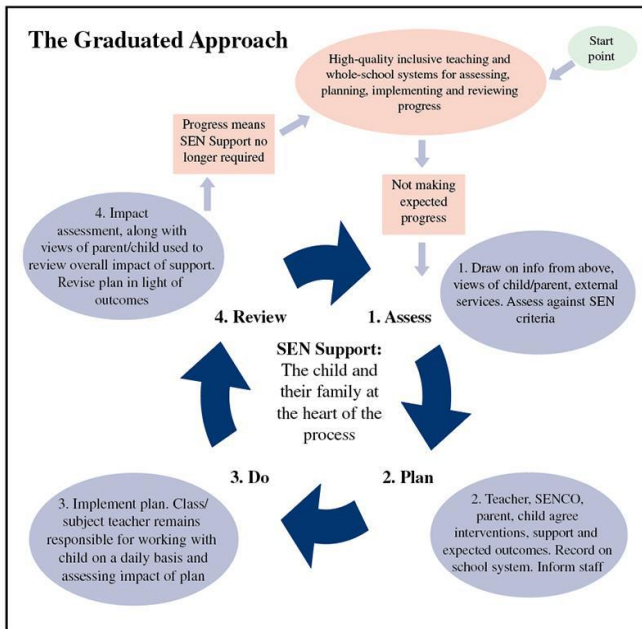 The Graduated Approach
Start
point
High-quality inclusive teaching and
whole-school systems for assessing,
planning, implementing and reviewing
progress
Progress means
SEN Support no
longer required
Not making
expected
progress
4. Impact
assessment, along with
views of parent/child used to
review overall impact of support.
Revise plan in light of
outcomes
1. Draw on info from above,
views of child/parent, external
services. Assess against SEN
criteria
4. Review
1. Assess
SEN Support:
The child and
their family at
the heart of the
process
3. Do
2. Plan
3. Implement plan. Class/
subject teacher remains
responsible for working with
child on a daily basis and
assessing impact of plan
2. Teacher, SENCO,
parent, child agree
interventions, support and
expected outcomes. Record on
school system. Inform staff